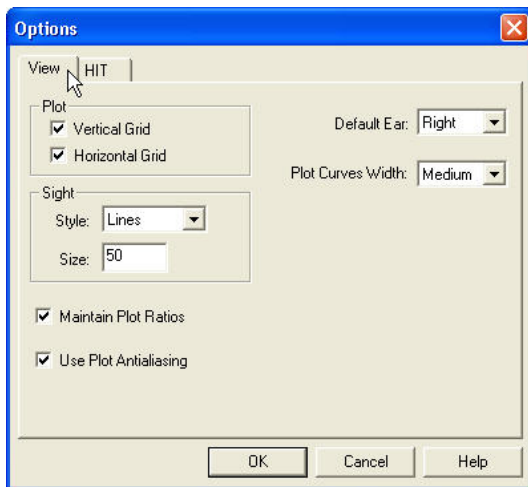 Options
View HIT
Plot
Vertical Grid
Horizontal Grid
Default Ear: Right
Plot Curves Width: Medium
Sight
Style: Lines
Size: 50
Maintain Plot Ratios
Use Plot Antialiasing
OK Cancel Help